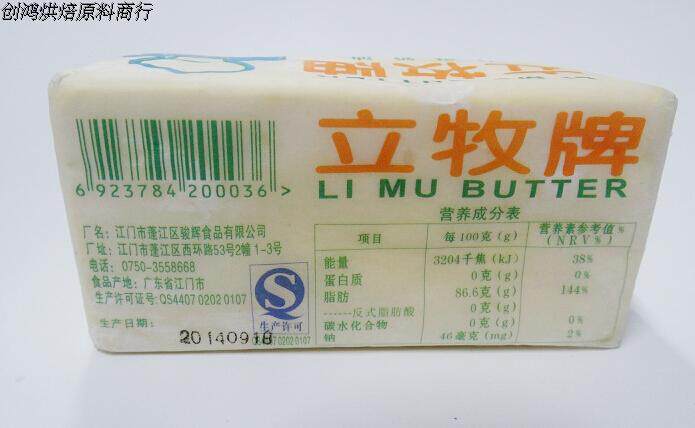 创鸿烘焙原料商行
立牧牌
立牧牌
LI MU BUTTER
6 923784 200036 >
厂名：江门市蓬江区骏辉食品有限公司
厂址：江门市蓬江区西环路53号2幢 1-3号
电话：0750-3558668
食品产地：广东省江门市
生产许可证号：QS4407 0202 0107
生产日期：
20140918
生产许可
QS4407 0202 0107
营养成分表
项目 每100克(g) 营养素参考值% (NRV%)
能量 3204千焦(kJ) 38%
蛋白质 0克(g) 0%
脂肪 86.6克(g) 144%
------反式脂肪酸 0克(g)
碳水化合物 0克(g) 0%
钠 46毫克(mg) 2%